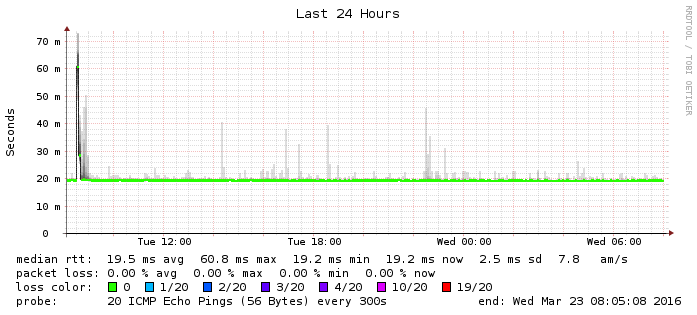 Last 24 Hours
RRDTOOL / TOBI OETIKER
Seconds
70 m
60 m
50 m
40 m
30 m
20 m
10 m
0
Tue 12:00 Tue 18:00 Wed 00:00 Wed 06:00
median rtt: 19.5 ms avg 60.8 ms max 19.2 ms min 19.2 ms now 2.5 ms sd 7.8 am/s
packet loss: 0.00 % avg 0.00 % max 0.00 % min 0.00 % now
loss color: 0 1/20 2/20 3/20 4/20 10/20 19/20
probe: 20 ICMP Echo Pings (56 Bytes) every 300s end: Wed Mar 23 08:05:08 2016